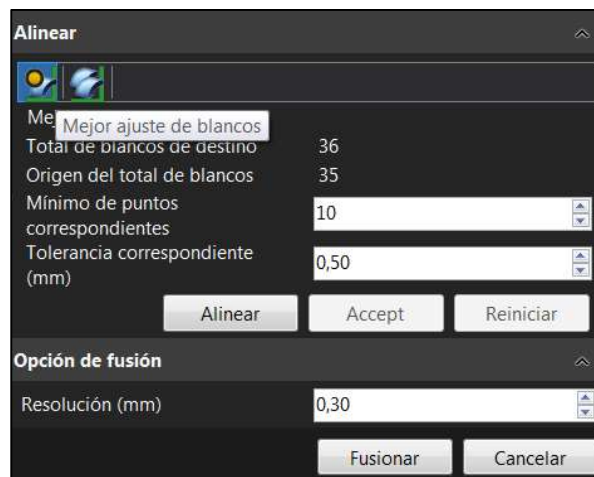 Alinear
Me
Mejor ajuste de blancos
Total de blancos de destino 36
Origen del total de blancos 35
Mínimo de puntos
correspondientes 10
Tolerancia correspondiente
(mm) 0,50
Alinear Accept Reiniciar
Opción de fusión
Resolución (mm) 0,30
Fusionar Cancelar